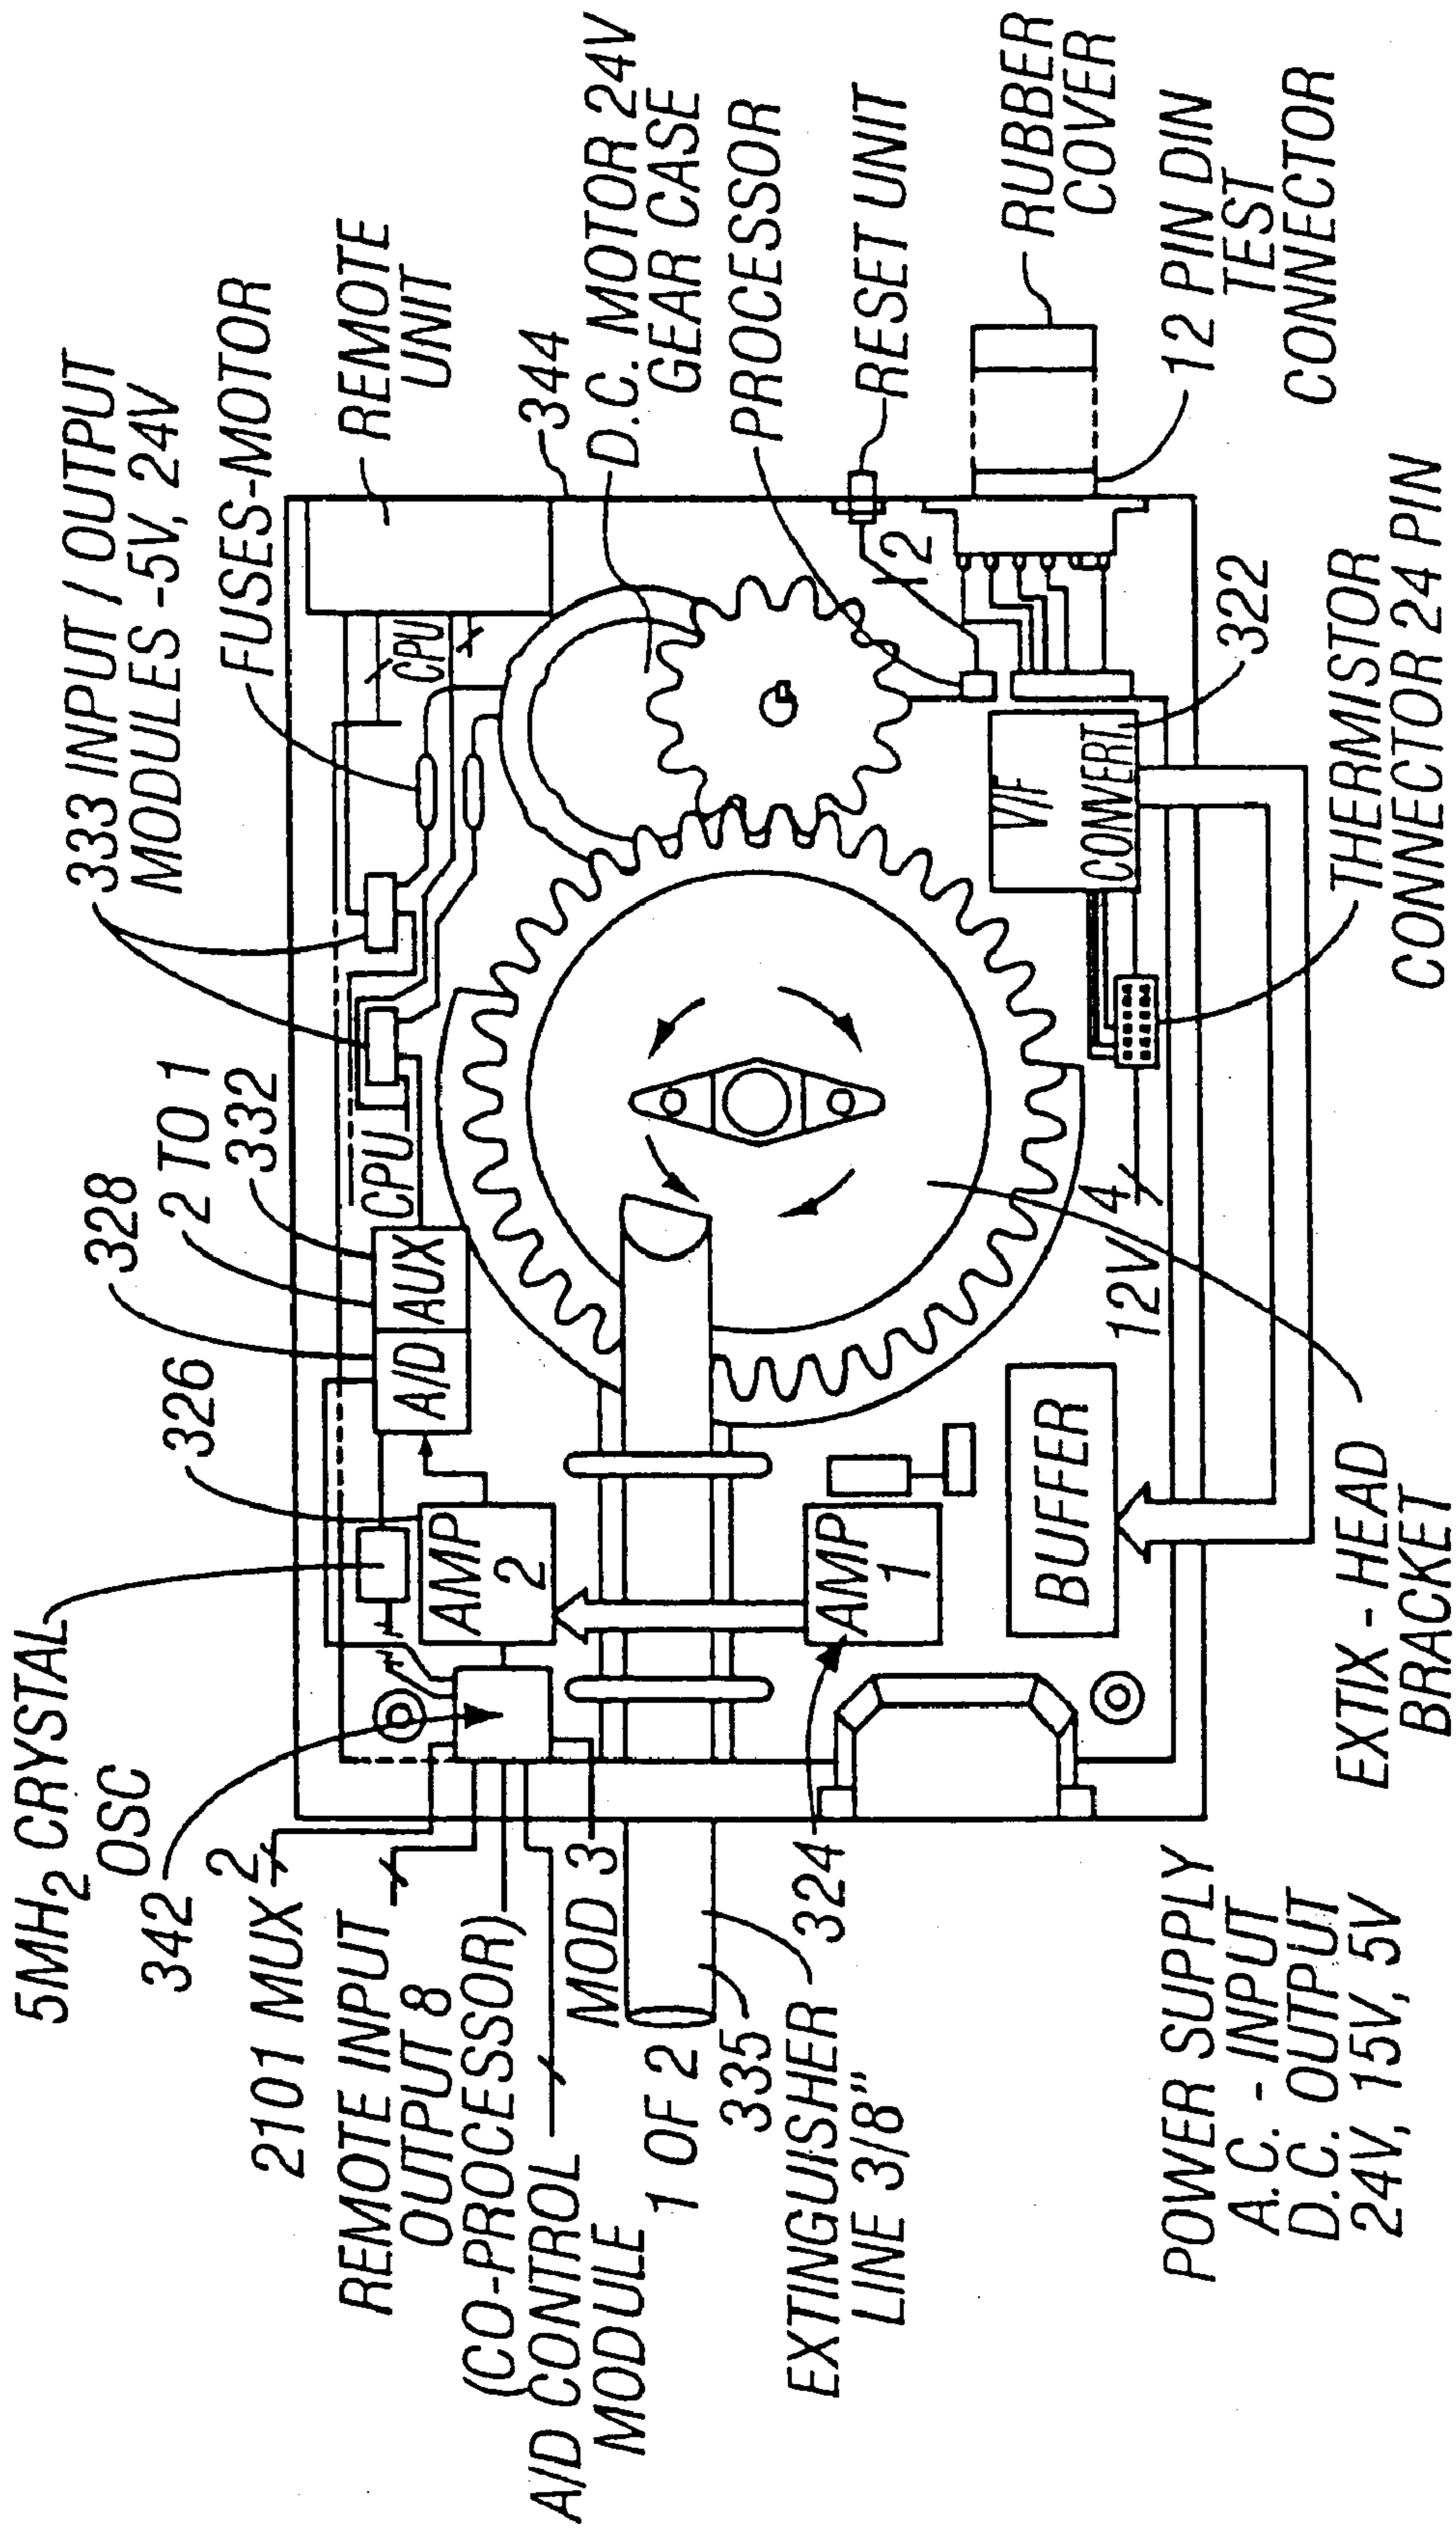 5MH2 CRYSTAL
OSC
342
2101 MUX 2
REMOTE INPUT
OUTPUT 8
(CO-PROCESSOR)
A/D CONTROL
MODULE
MOD 3
1 OF 2
335
EXTINGUISHER
LINE 3/8"
324
POWER SUPPLY
A.C. - INPUT
D.C. OUTPUT
24V, 15V, 5V
326
328
2 TO 1
332
333 INPUT / OUTPUT
MODULES -5V, 24V
FUSES-MOTOR
REMOTE
UNIT
344
D.C. MOTOR 24V
GEAR CASE
PROCESSOR
RESET UNIT
RUBBER
COVER
12 PIN DIN
TEST
CONNECTOR
322
THERMISTOR
CONNECTOR 24 PIN
EXTIX - HEAD
BRACKET
AMP
2
A/D
AUX
CPU
CPU
AMP
1
BUFFER
12V
4
V/F
CONVERT.
2